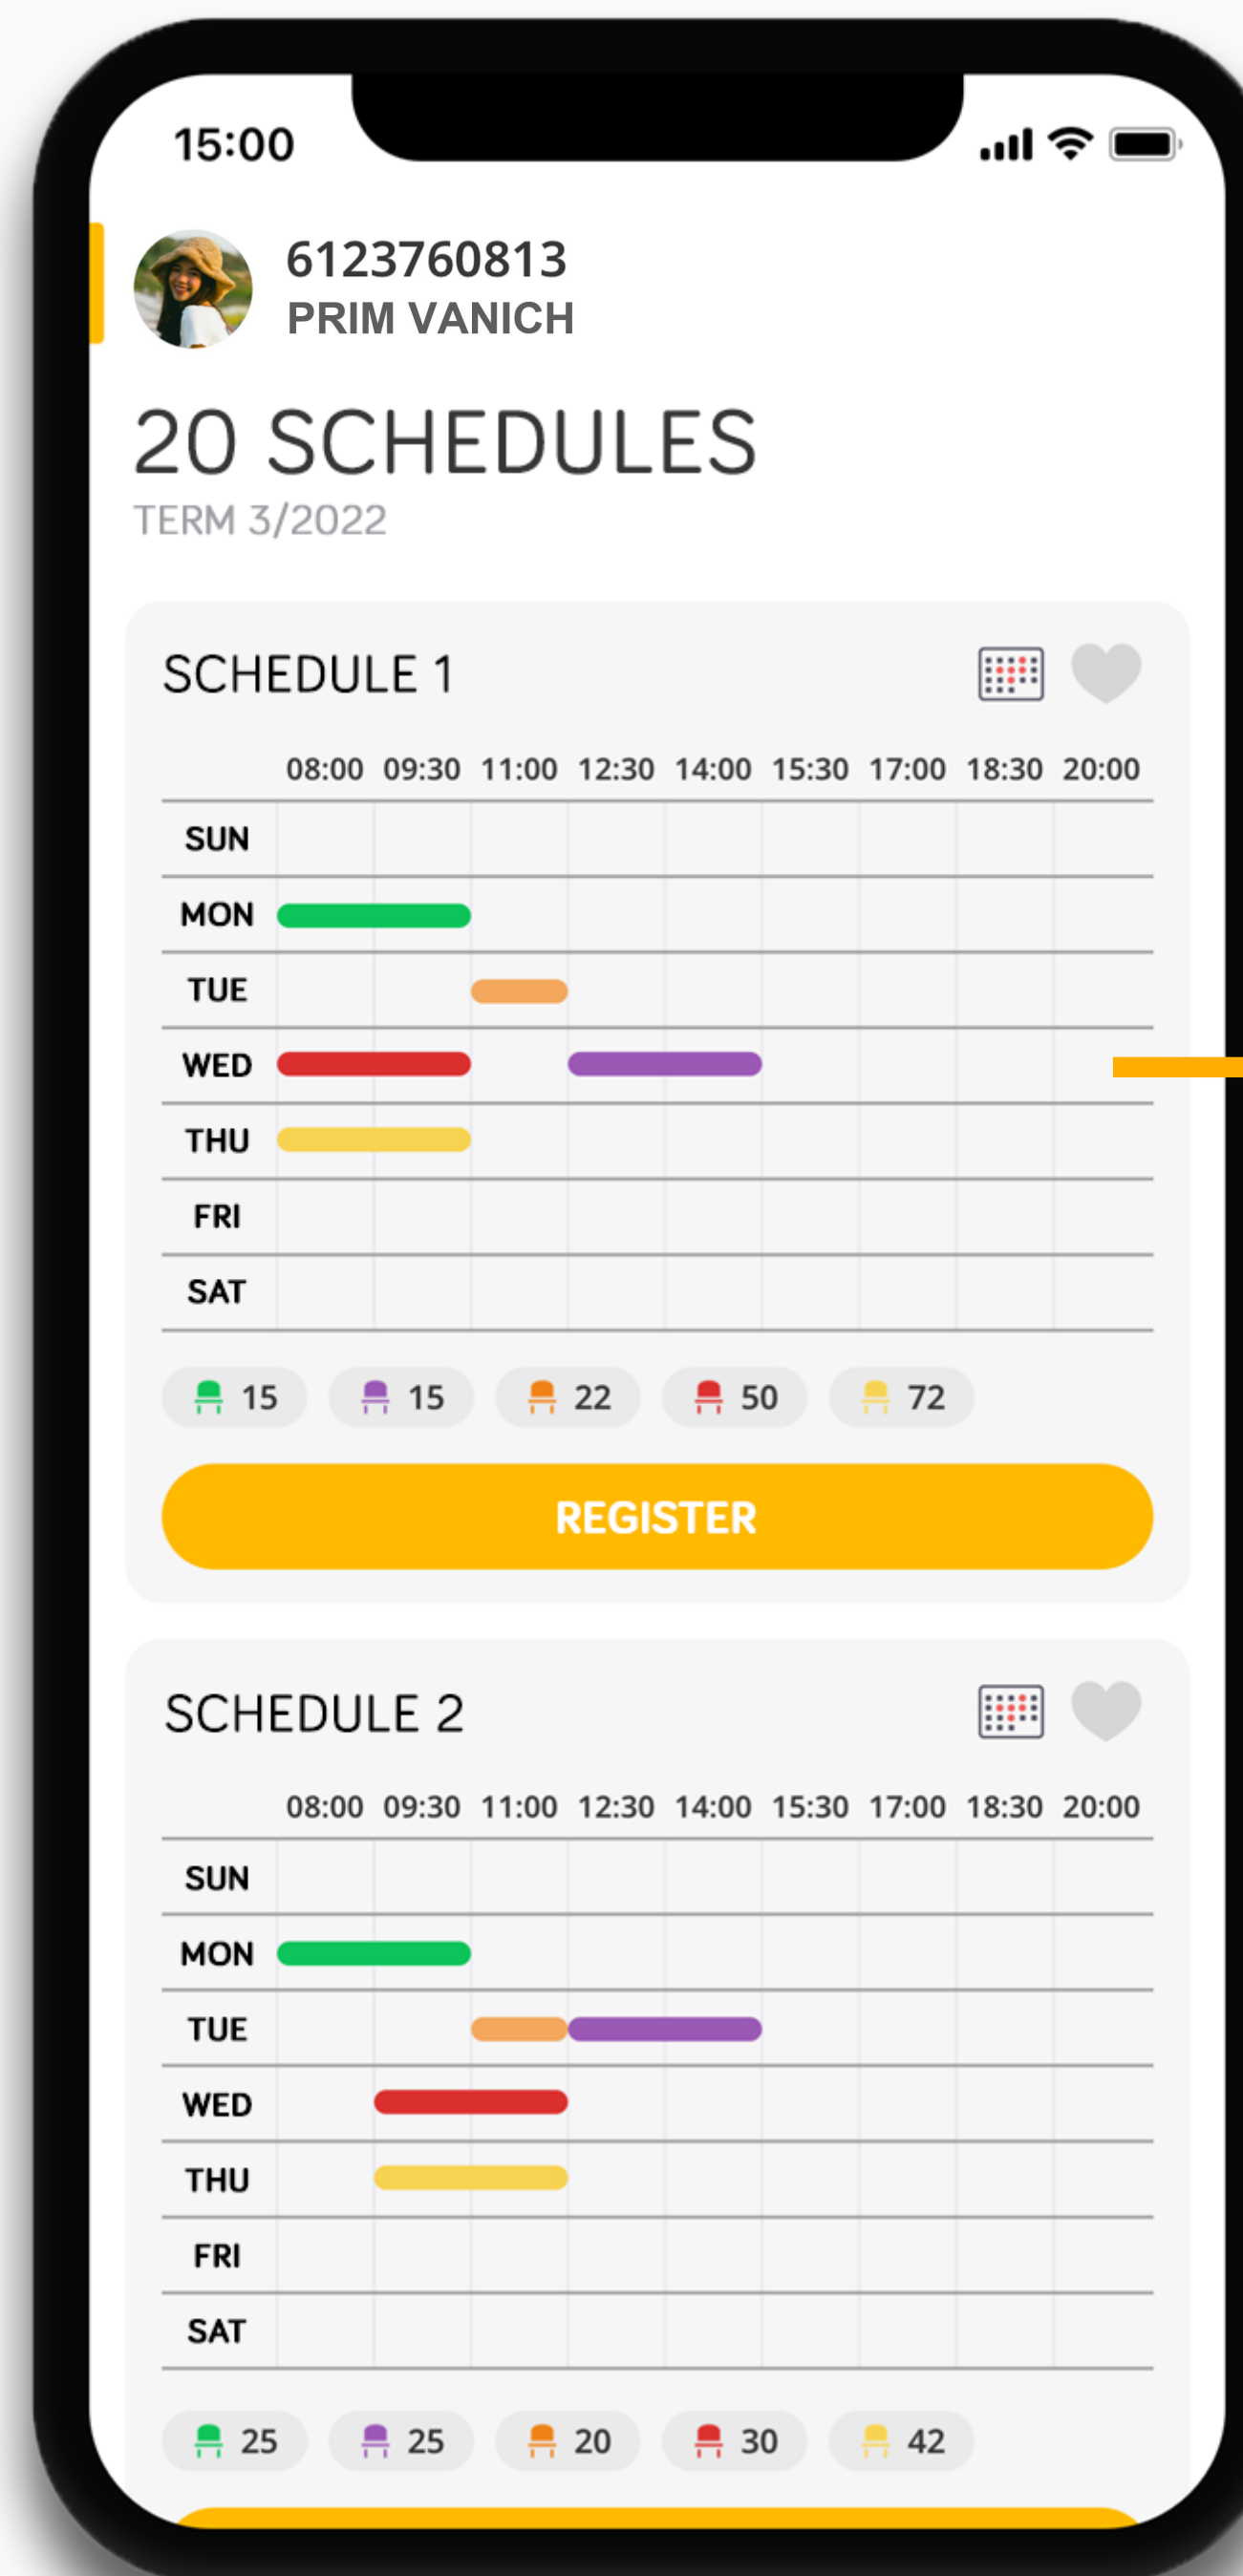 15:00
6123760813
PRIM VANICH
20 SCHEDULES
TERM 3/2022
SCHEDULE 1
08:00 09:30 11:00 12:30 14:00 15:30 17:00 18:30 20:00
SUN
MON
TUE
WED
THU
FRI
SAT
15 15 22 50 72
REGISTER
SCHEDULE 2
08:00 09:30 11:00 12:30 14:00 15:30 17:00 18:30 20:00
SUN
MON
TUE
WED
THU
FRI
SAT
25 25 20 30 42